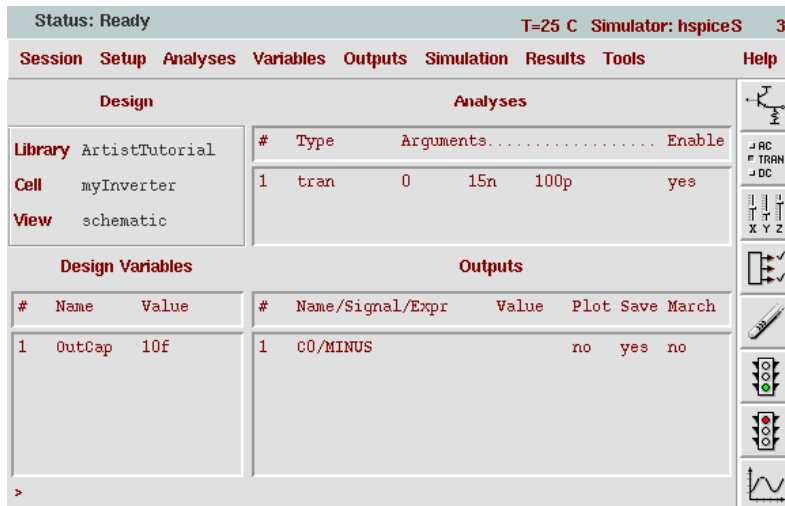 Status: Ready T=25 C Simulator: hspiceS 3
Session Setup Analyses Variables Outputs Simulation Results Tools Help
Design
Library ArtistTutorial
Cell myInverter
View schematic
Analyses
# Type Arguments................... Enable
1 tran 0 15n 100p yes
Design Variables
# Name Value
1 OutCap 10f
Outputs
# Name/Signal/Expr Value Plot Save March
1 C0/MINUS no yes no
AC
TRAN
DC
X Y Z
>